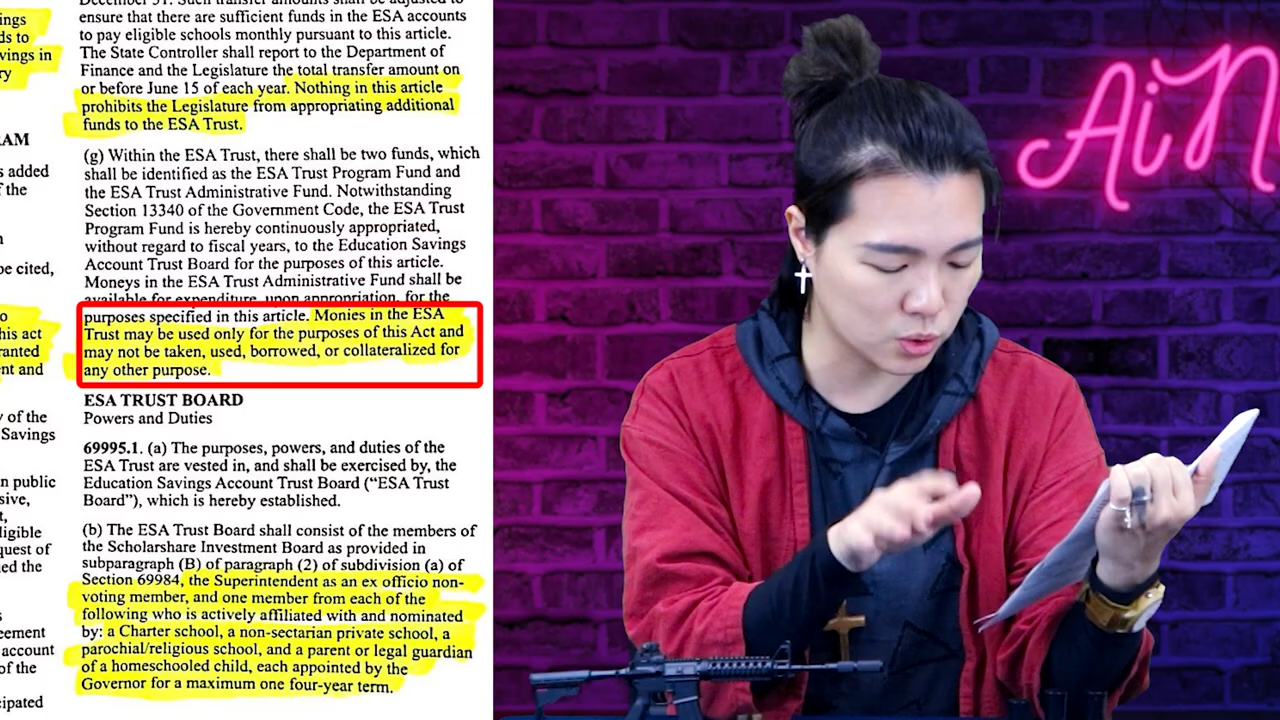 ings
ds to
vings in
ry
RAM
s added
f the
n
be cited,
o
his act
ranted
nt and
y of the
Savings
n public
sive,
t,
ligible
quest of
ed the
s
eement
account
of the
cipated
December 31. Such transfer amounts shall be adjusted to
ensure that there are sufficient funds in the ESA accounts
to pay eligible schools monthly pursuant to this article.
The State Controller shall report to the Department of
Finance and the Legislature the total transfer amount on
or before June 15 of each year. Nothing in this article
prohibits the Legislature from appropriating additional
funds to the ESA Trust.
(g) Within the ESA Trust, there shall be two funds, which
shall be identified as the ESA Trust Program Fund and
the ESA Trust Administrative Fund. Notwithstanding
Section 13340 of the Government Code, the ESA Trust
Program Fund is hereby continuously appropriated,
without regard to fiscal years, to the Education Savings
Account Trust Board for the purposes of this article.
Moneys in the ESA Trust Administrative Fund shall be
available for expenditure, upon appropriation, for the
purposes specified in this article. Monies in the ESA
Trust may be used only for the purposes of this Act and
may not be taken, used, borrowed, or collateralized for
any other purpose.
ESA TRUST BOARD
Powers and Duties
69995.1. (a) The purposes, powers, and duties of the
ESA Trust are vested in, and shall be exercised by, the
Education Savings Account Trust Board ("ESA Trust
Board"), which is hereby established.
(b) The ESA Trust Board shall consist of the members of
the Scholarshare Investment Board as provided in
subparagraph (B) of paragraph (2) of subdivision (a) of
Section 69984, the Superintendent as an ex officio non-
voting member, and one member from each of the
following who is actively affiliated with and nominated
by: a Charter school, a non-sectarian private school, a
parochial/religious school, and a parent or legal guardian
of a homeschooled child, each appointed by the
Governor for a maximum one four-year term.
AiN